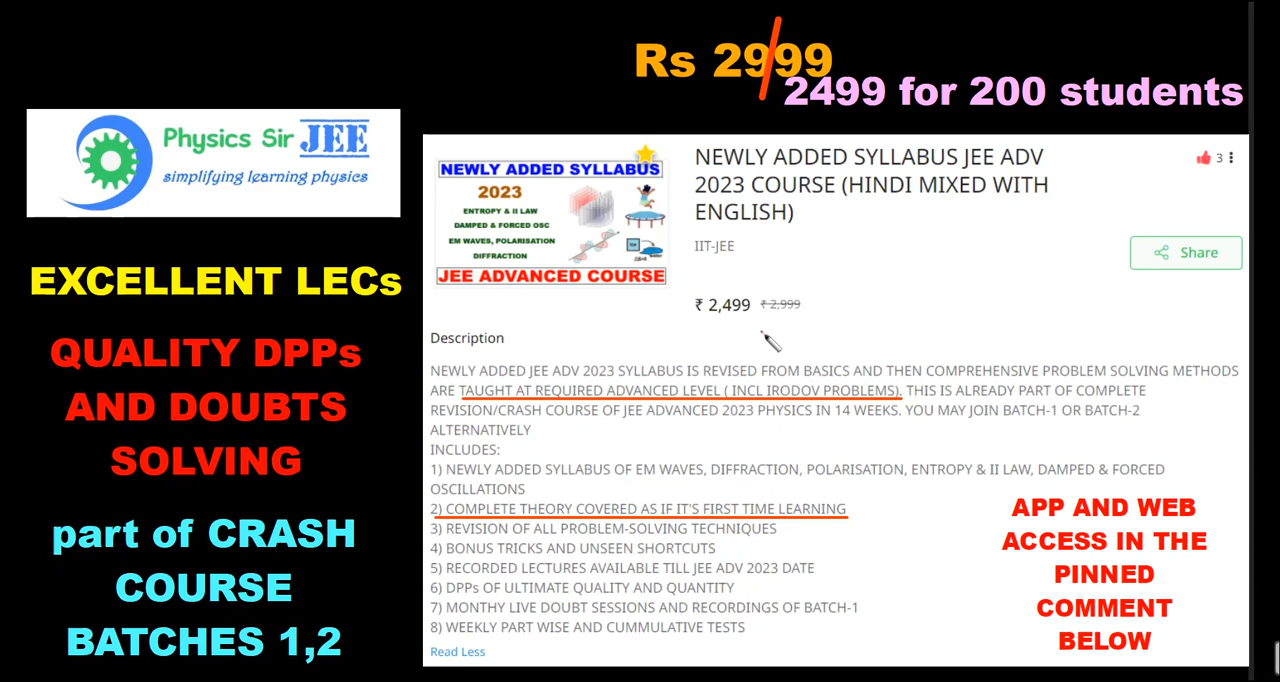 Rs 2999
2499 for 200 students
Physics Sir JEE
simplifying learning physics
EXCELLENT LECs
QUALITY DPPs
AND DOUBTS
SOLVING
part of CRASH
COURSE
BATCHES 1,2
NEWLY ADDED SYLLABUS
2023
ENTROPY & II LAW
DAMPED & FORCED OSC
EM WAVES, POLARISATION
DIFFRACTION
JEE ADVANCED COURSE
NEWLY ADDED SYLLABUS JEE ADV
2023 COURSE (HINDI MIXED WITH
ENGLISH)
3
IIT-JEE
Share
₹ 2,499 ₹ 2,999
Description
NEWLY ADDED JEE ADV 2023 SYLLABUS IS REVISED FROM BASICS AND THEN COMPREHENSIVE PROBLEM SOLVING METHODS
ARE TAUGHT AT REQUIRED ADVANCED LEVEL ( INCL IRODOV PROBLEMS). THIS IS ALREADY PART OF COMPLETE
REVISION/CRASH COURSE OF JEE ADVANCED 2023 PHYSICS IN 14 WEEKS. YOU MAY JOIN BATCH-1 OR BATCH-2
ALTERNATIVELY
INCLUDES:
1) NEWLY ADDED SYLLABUS OF EM WAVES, DIFFRACTION, POLARISATION, ENTROPY & II LAW, DAMPED & FORCED
OSCILLATIONS
2) COMPLETE THEORY COVERED AS IF IT'S FIRST TIME LEARNING
3) REVISION OF ALL PROBLEM-SOLVING TECHNIQUES
4) BONUS TRICKS AND UNSEEN SHORTCUTS
5) RECORDED LECTURES AVAILABLE TILL JEE ADV 2023 DATE
6) DPPs OF ULTIMATE QUALITY AND QUANTITY
7) MONTHY LIVE DOUBT SESSIONS AND RECORDINGS OF BATCH-1
8) WEEKLY PART WISE AND CUMMULATIVE TESTS
Read Less
APP AND WEB
ACCESS IN THE
PINNED
COMMENT
BELOW